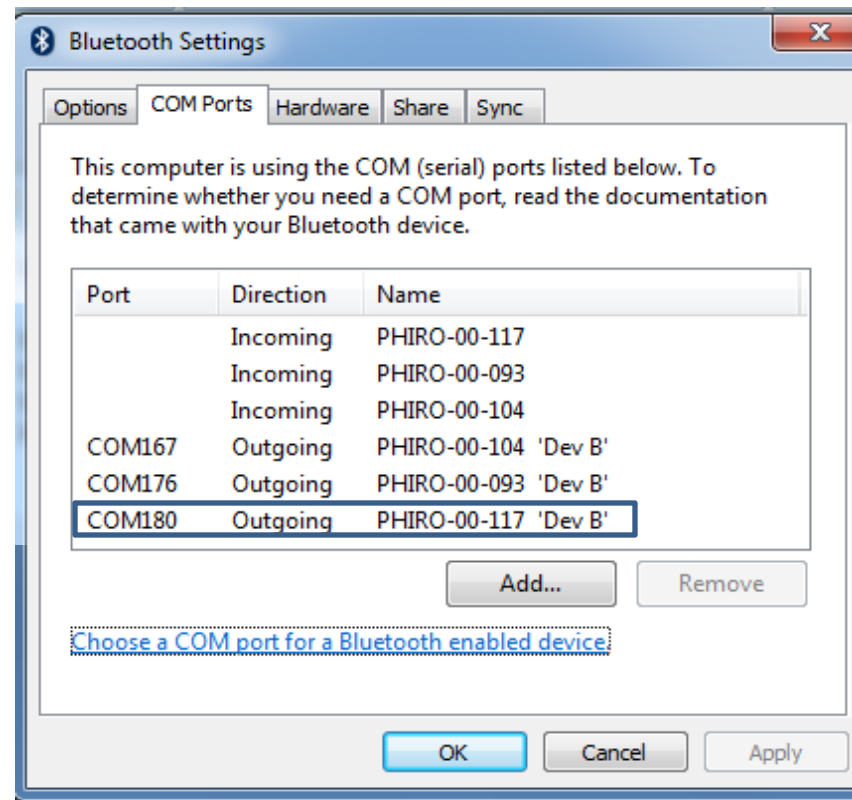 Bluetooth Settings
Options COM Ports Hardware Share Sync
This computer is using the COM (serial) ports listed below. To
determine whether you need a COM port, read the documentation
that came with your Bluetooth device.
Port Direction Name
Incoming PHIRO-00-117
Incoming PHIRO-00-093
Incoming PHIRO-00-104
COM167 Outgoing PHIRO-00-104 'Dev B'
COM176 Outgoing PHIRO-00-093 'Dev B'
COM180 Outgoing PHIRO-00-117 'Dev B'
Add... Remove
Choose a COM port for a Bluetooth enabled device.
OK Cancel Apply